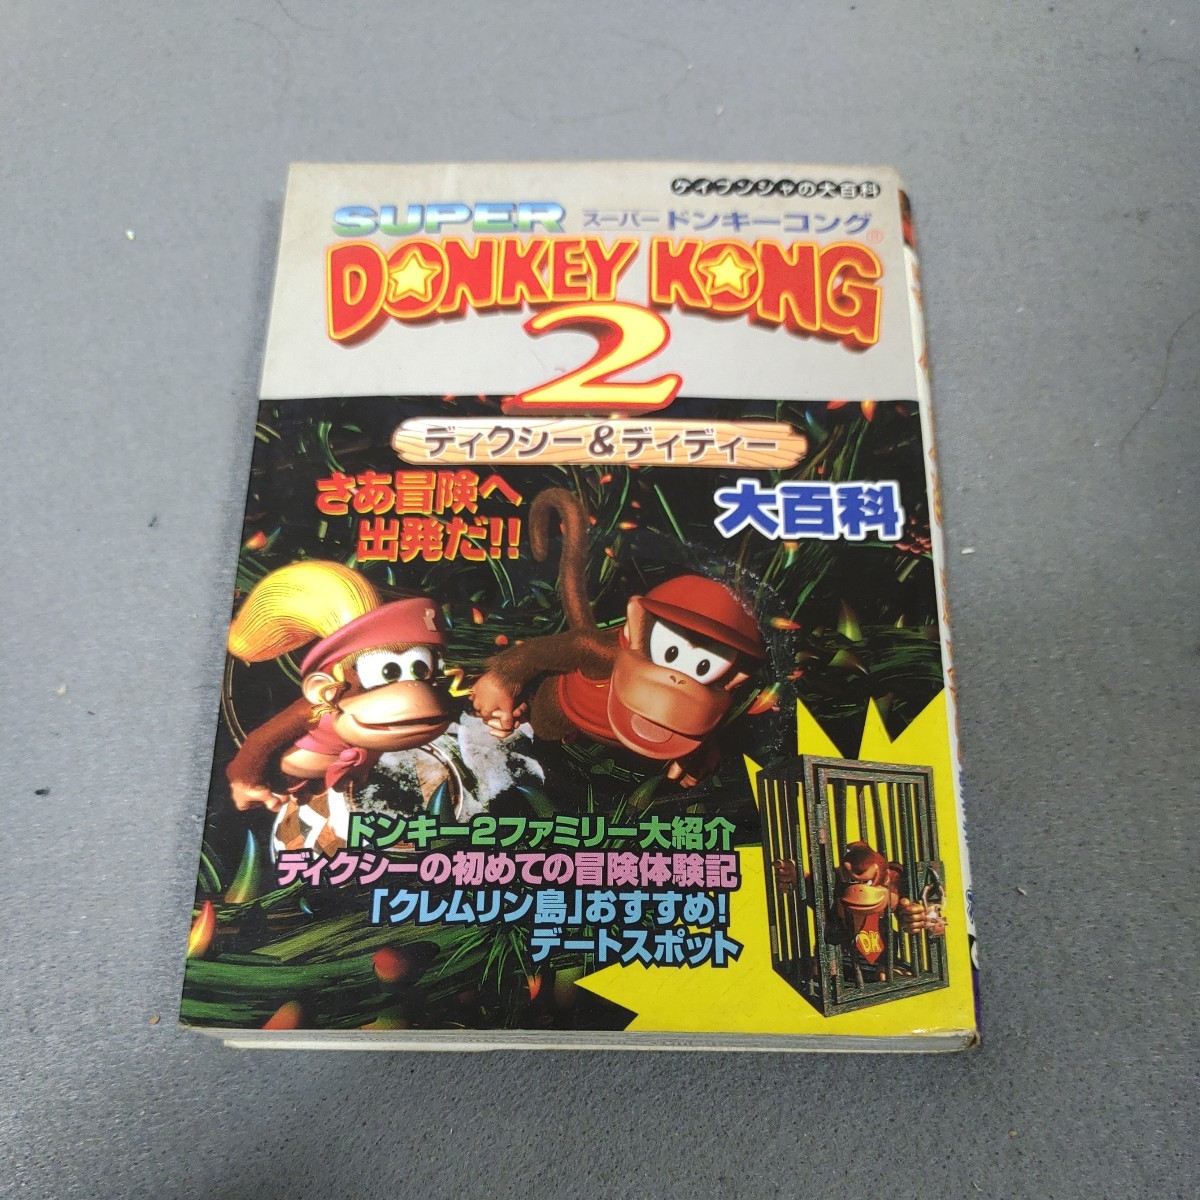 ケイブンシャの大百科
SUPER スーパー ドンキーコング
DONKEY KONG®
2
ディクシー&ディディー
さあ冒険へ
出発だ!!
大百科
ドンキー2ファミリー大紹介
ディクシーの初めての冒険体験記
「クレムリン島」おすすめ!
デートスポット
DK